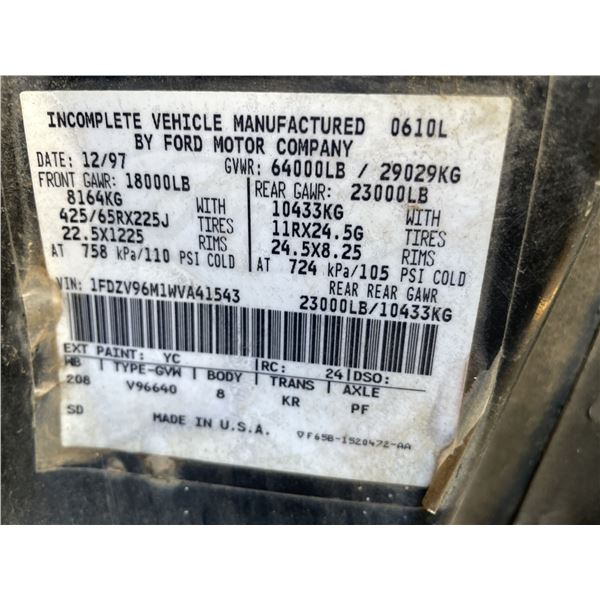 INCOMPLETE VEHICLE MANUFACTURED 0610L
BY FORD MOTOR COMPANY
DATE: 12/97 GVWR: 64000LB / 29029KG
FRONT GAWR: 18000LB REAR GAWR: 23000LB
8164KG WITH 10433KG WITH
425/65RX225J TIRES 11RX24.5G TIRES
22.5X1225 RIMS 24.5X8.25 RIMS
AT 758 kPa/110 PSI COLD AT 724 kPa/105 PSI COLD
VIN: 1FDZV96M1WVA41543 REAR REAR GAWR
23000LB/10433KG
EXT PAINT: YC RC: 24 DSO:
WB TYPE-GVW BODY TRANS AXLE
208 V96640 8 KR PF
SD
MADE IN U.S.A. F65B-1520472-AA